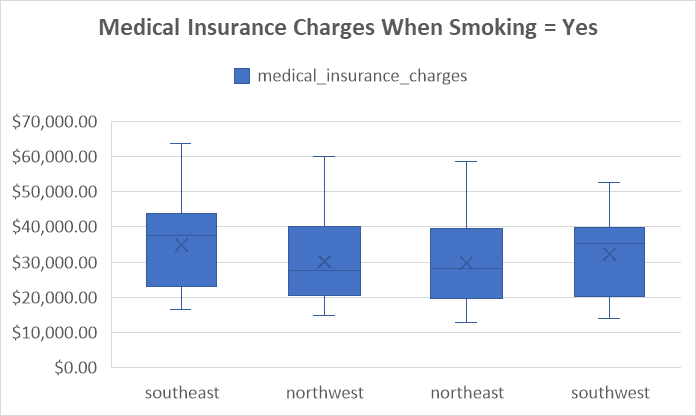 Medical Insurance Charges When Smoking = Yes
medical_insurance_charges
$70,000.00
$60,000.00
$50,000.00
$40,000.00
$30,000.00
$20,000.00
$10,000.00
$0.00
southeast northwest northeast southwest